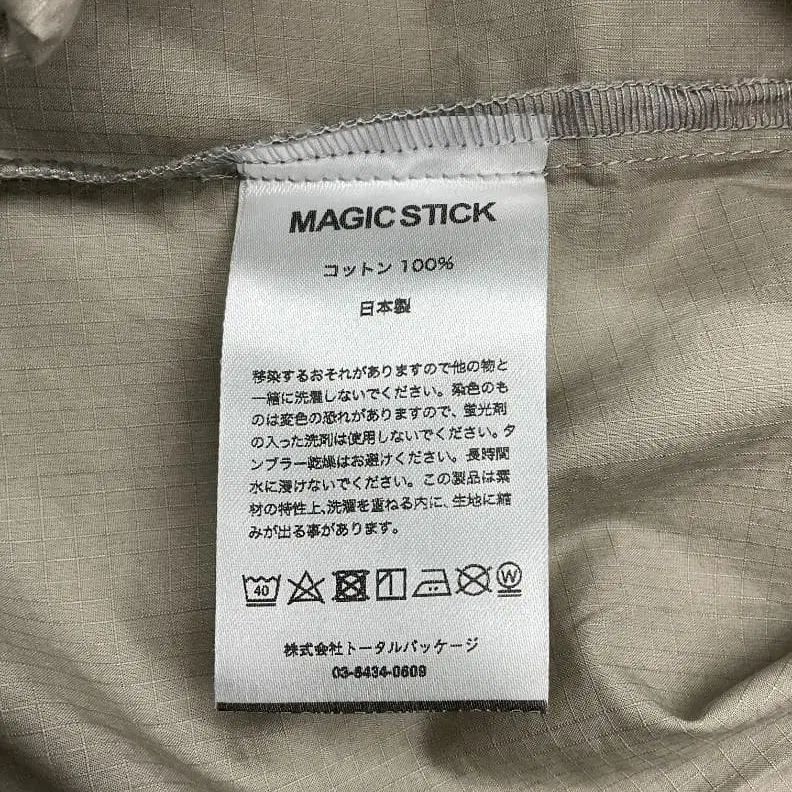 MAGIC STICK
コットン 100%
日本製
移染するおそれがありますので他の物と
一緒に洗濯しないでください。染色のも
のは変色の恐れがありますので、蛍光剤
の入った洗剤は使用しないでください。タ
ンブラー乾燥はお避けください。長時間
水に浸けないでください。この製品は素
材の特性上、洗濯を重ねる内に、生地に縮
みが出る事があります。
40 W
株式会社トータルパッケージ
03-5434-0609